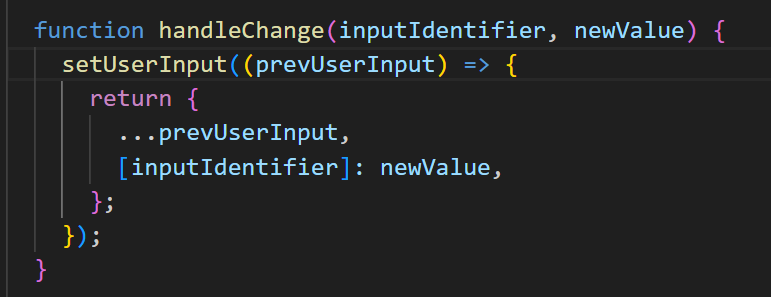 function handleChange(inputIdentifier, newValue) {
  setUserInput((prevUserInput) => {
    return {
      ...prevUserInput,
      [inputIdentifier]: newValue,
    };
  });
}